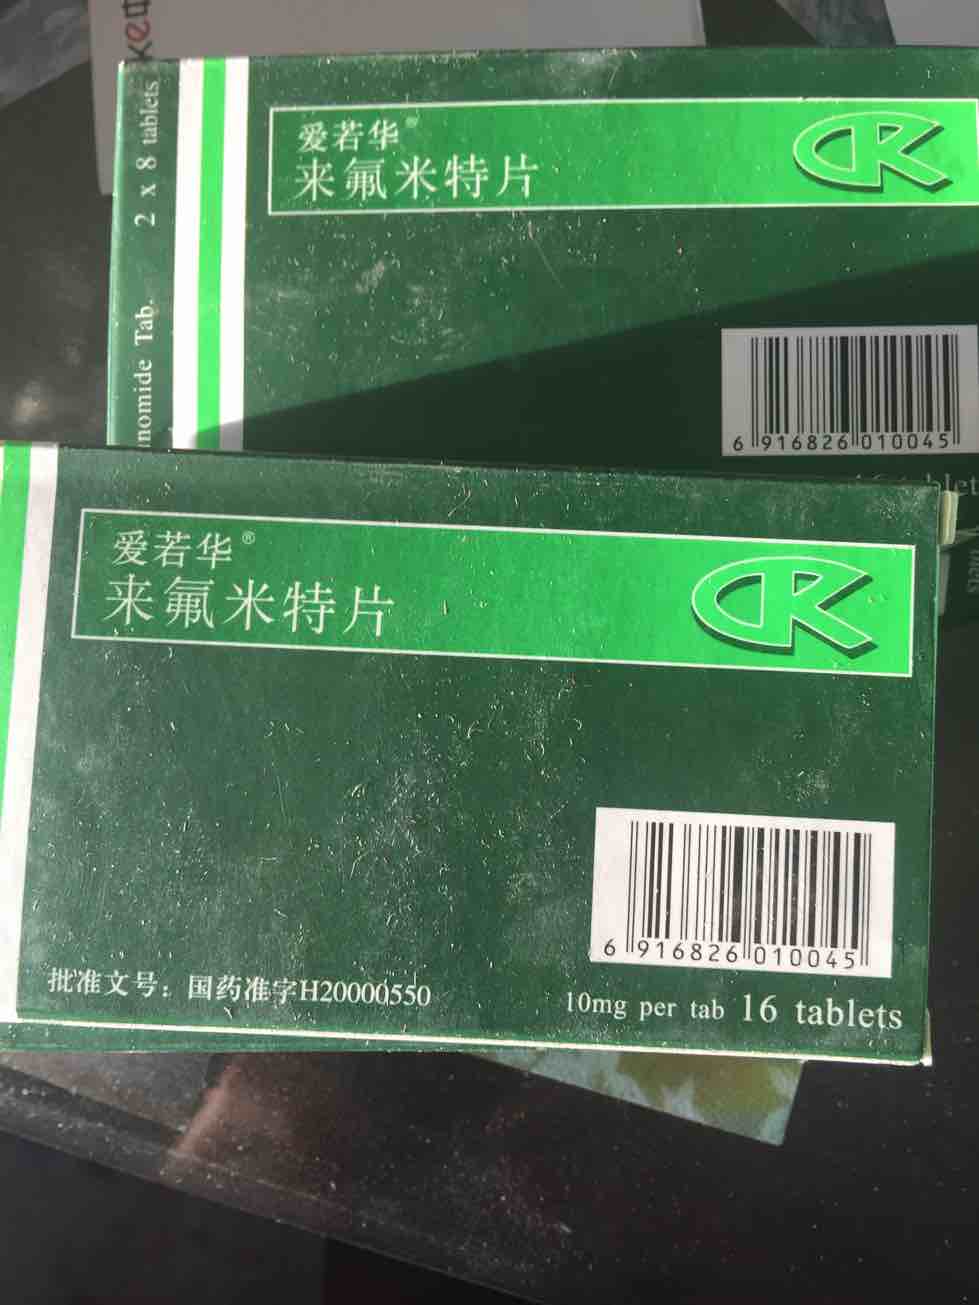 2 x 8 tablets
Tab.
爱若华®
来氟米特片
CR
6 916826 010045
爱若华®
来氟米特片
CR
6 916826 010045
批准文号：国药准字H20000550
10mg per tab 16 tablets